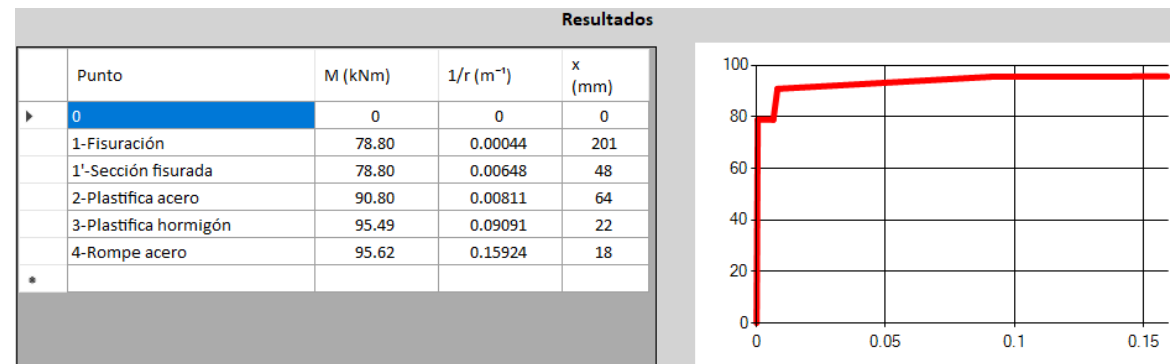 Resultados
Punto M (kNm) 1/r (m⁻¹) x (mm)
0 0 0 0
1-Fisuración 78.80 0.00044 201
1'-Sección fisurada 78.80 0.00648 48
2-Plastifica acero 90.80 0.00811 64
3-Plastifica hormigón 95.49 0.09091 22
4-Rompe acero 95.62 0.15924 18
100
80
60
40
20
0
0 0.05 0.1 0.15